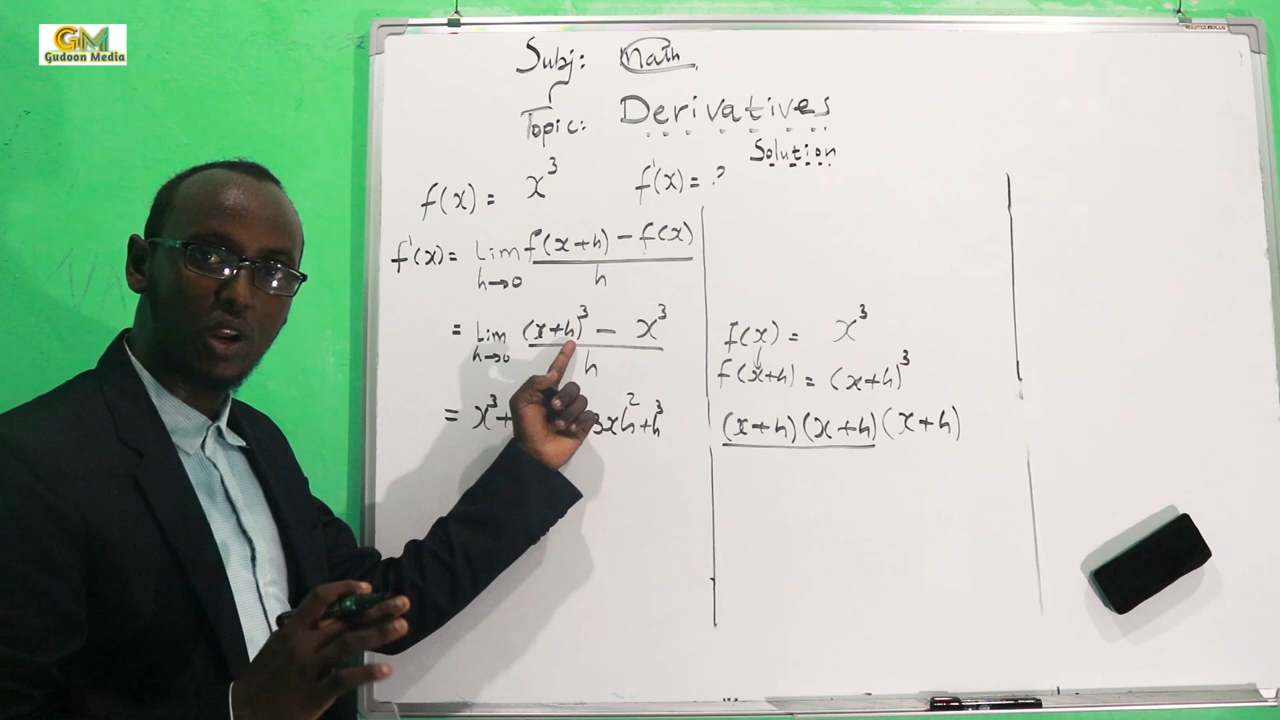 GM
Gudoon Media
Subj: Math
Topic: Derivatives
Solution
f(x) = x³ f'(x) = ?
f'(x) = Lim h→0 f(x+h) - f(x) / h
= Lim h→0 (x+h)³ - x³ / h
= x³+ 3xh²+h³
f(x) = x³
f(x+h) = (x+h)³
(x+h)(x+h)(x+h)